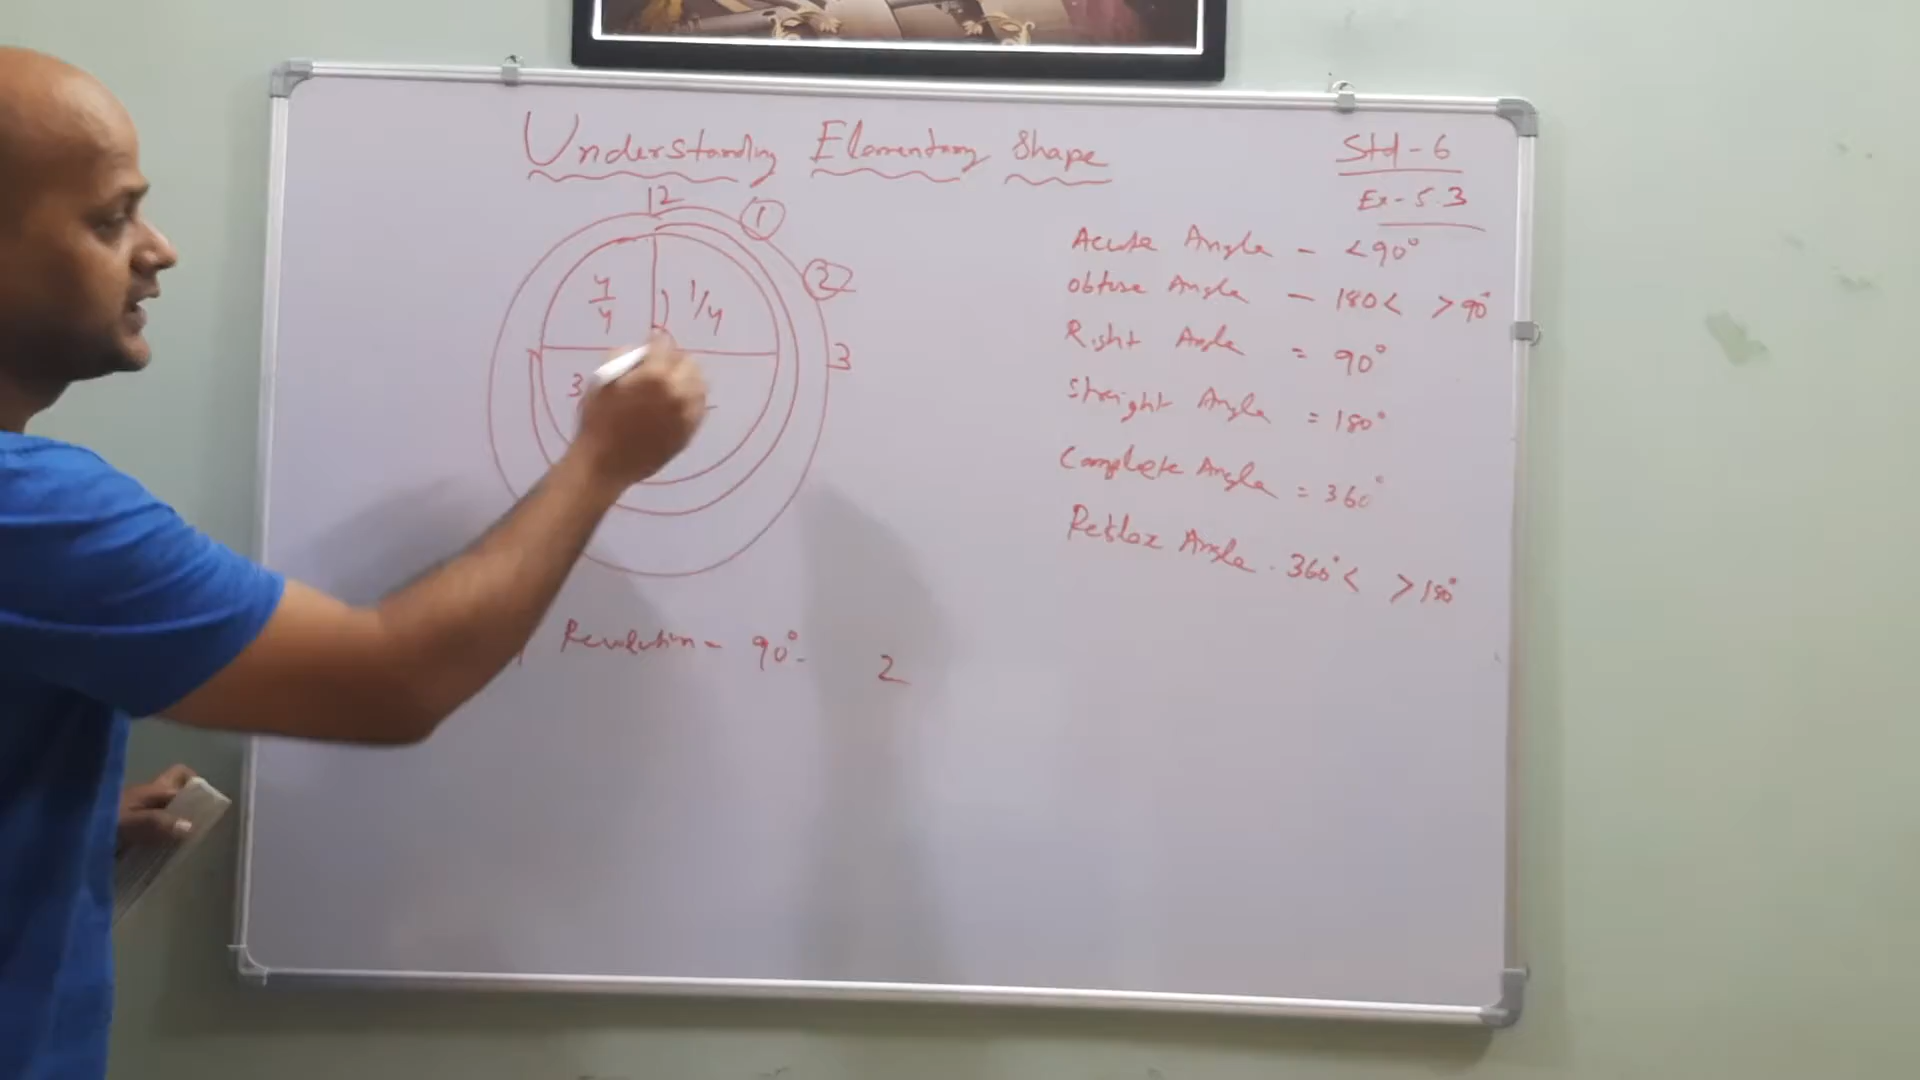 Understanding Elementary Shape
Std - 6
Ex - 5.3
12
1
2
3
4/4
1/4
3
Acute Angle - <90°
Obtuse Angle - 180< >90°
Right Angle = 90°
Straight Angle = 180°
Complete Angle = 360°
Reflex Angle . 360°< >180°
Revolution - 90°-
2